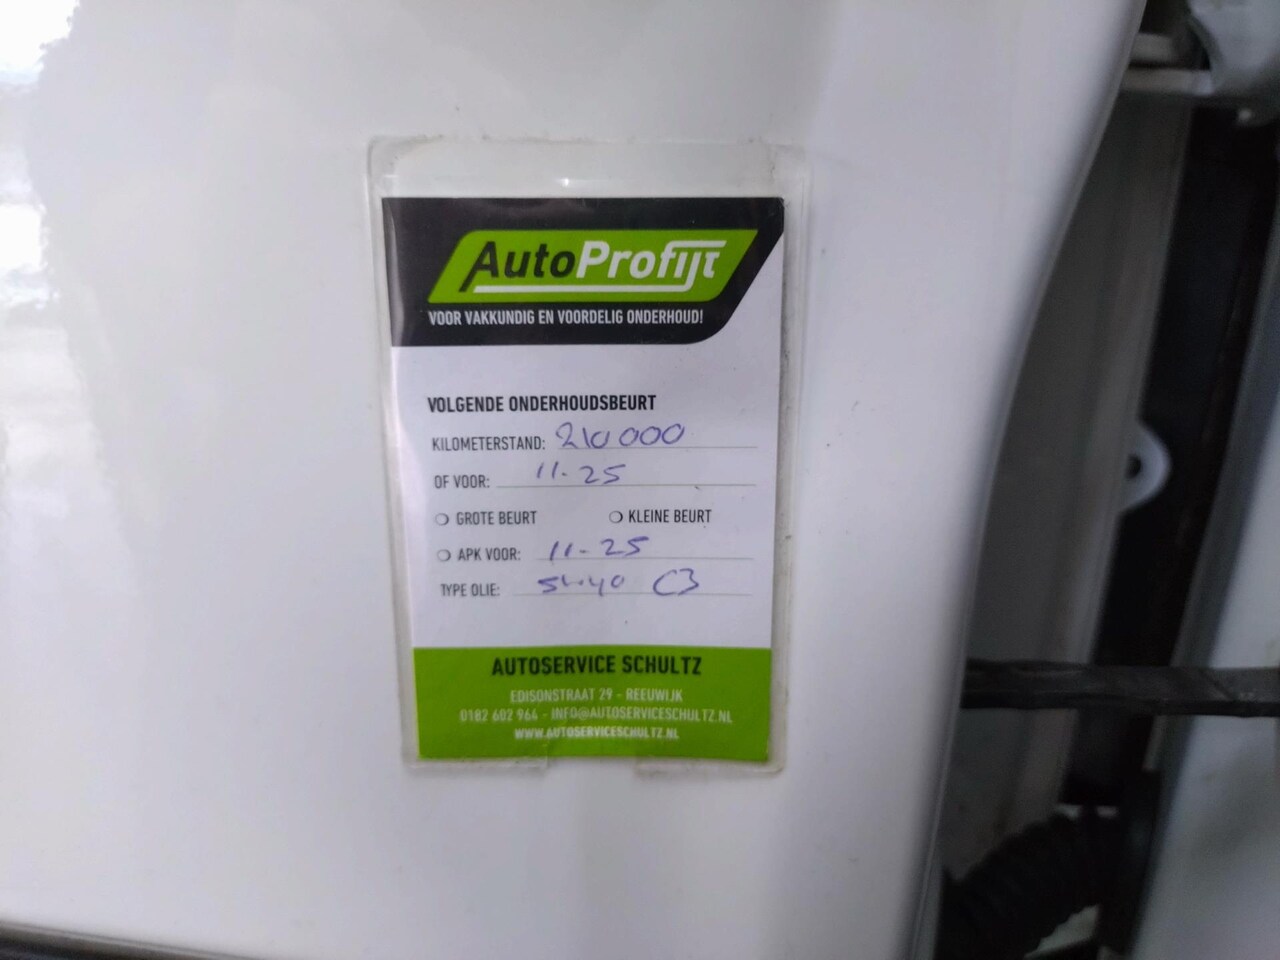 AutoProfijt
VOOR VAKKUNDIG EN VOORDELIG ONDERHOUD!
VOLGENDE ONDERHOUDSBEURT
KILOMETERSTAND: 210000
OF VOOR: 11-25
GROTE BEURT KLEINE BEURT
APK VOOR: 11-25
TYPE OLIE: 5W40 C3
AUTOSERVICE SCHULTZ
EDISONSTRAAT 29 - REEUWIJK
0182 602 964 - INFO@AUTOSERVICESCHULTZ.NL
WWW.AUTOSERVICESCHULTZ.NL